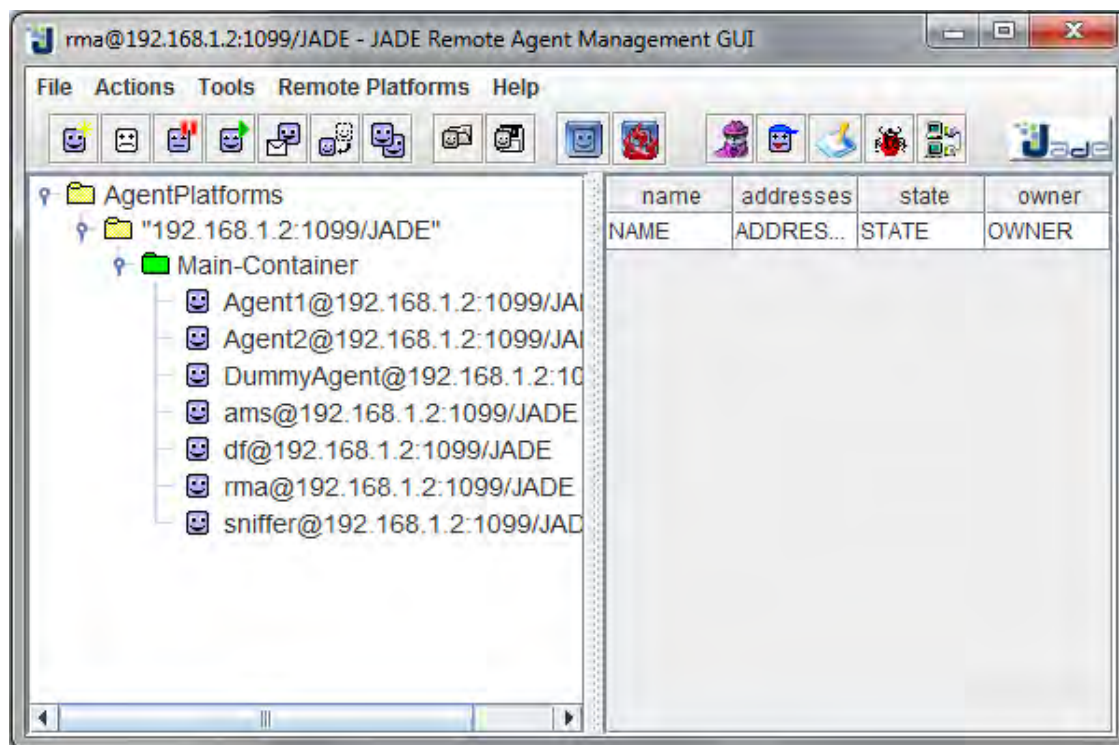 rma@192.168.1.2:1099/JADE - JADE Remote Agent Management GUI
File Actions Tools Remote Platforms Help
Jade
AgentPlatforms
"192.168.1.2:1099/JADE"
Main-Container
Agent1@192.168.1.2:1099/JA
Agent2@192.168.1.2:1099/JA
DummyAgent@192.168.1.2:10
ams@192.168.1.2:1099/JADE
df@192.168.1.2:1099/JADE
rma@192.168.1.2:1099/JADE
sniffer@192.168.1.2:1099/JAD
name addresses state owner
NAME ADDRES... STATE OWNER